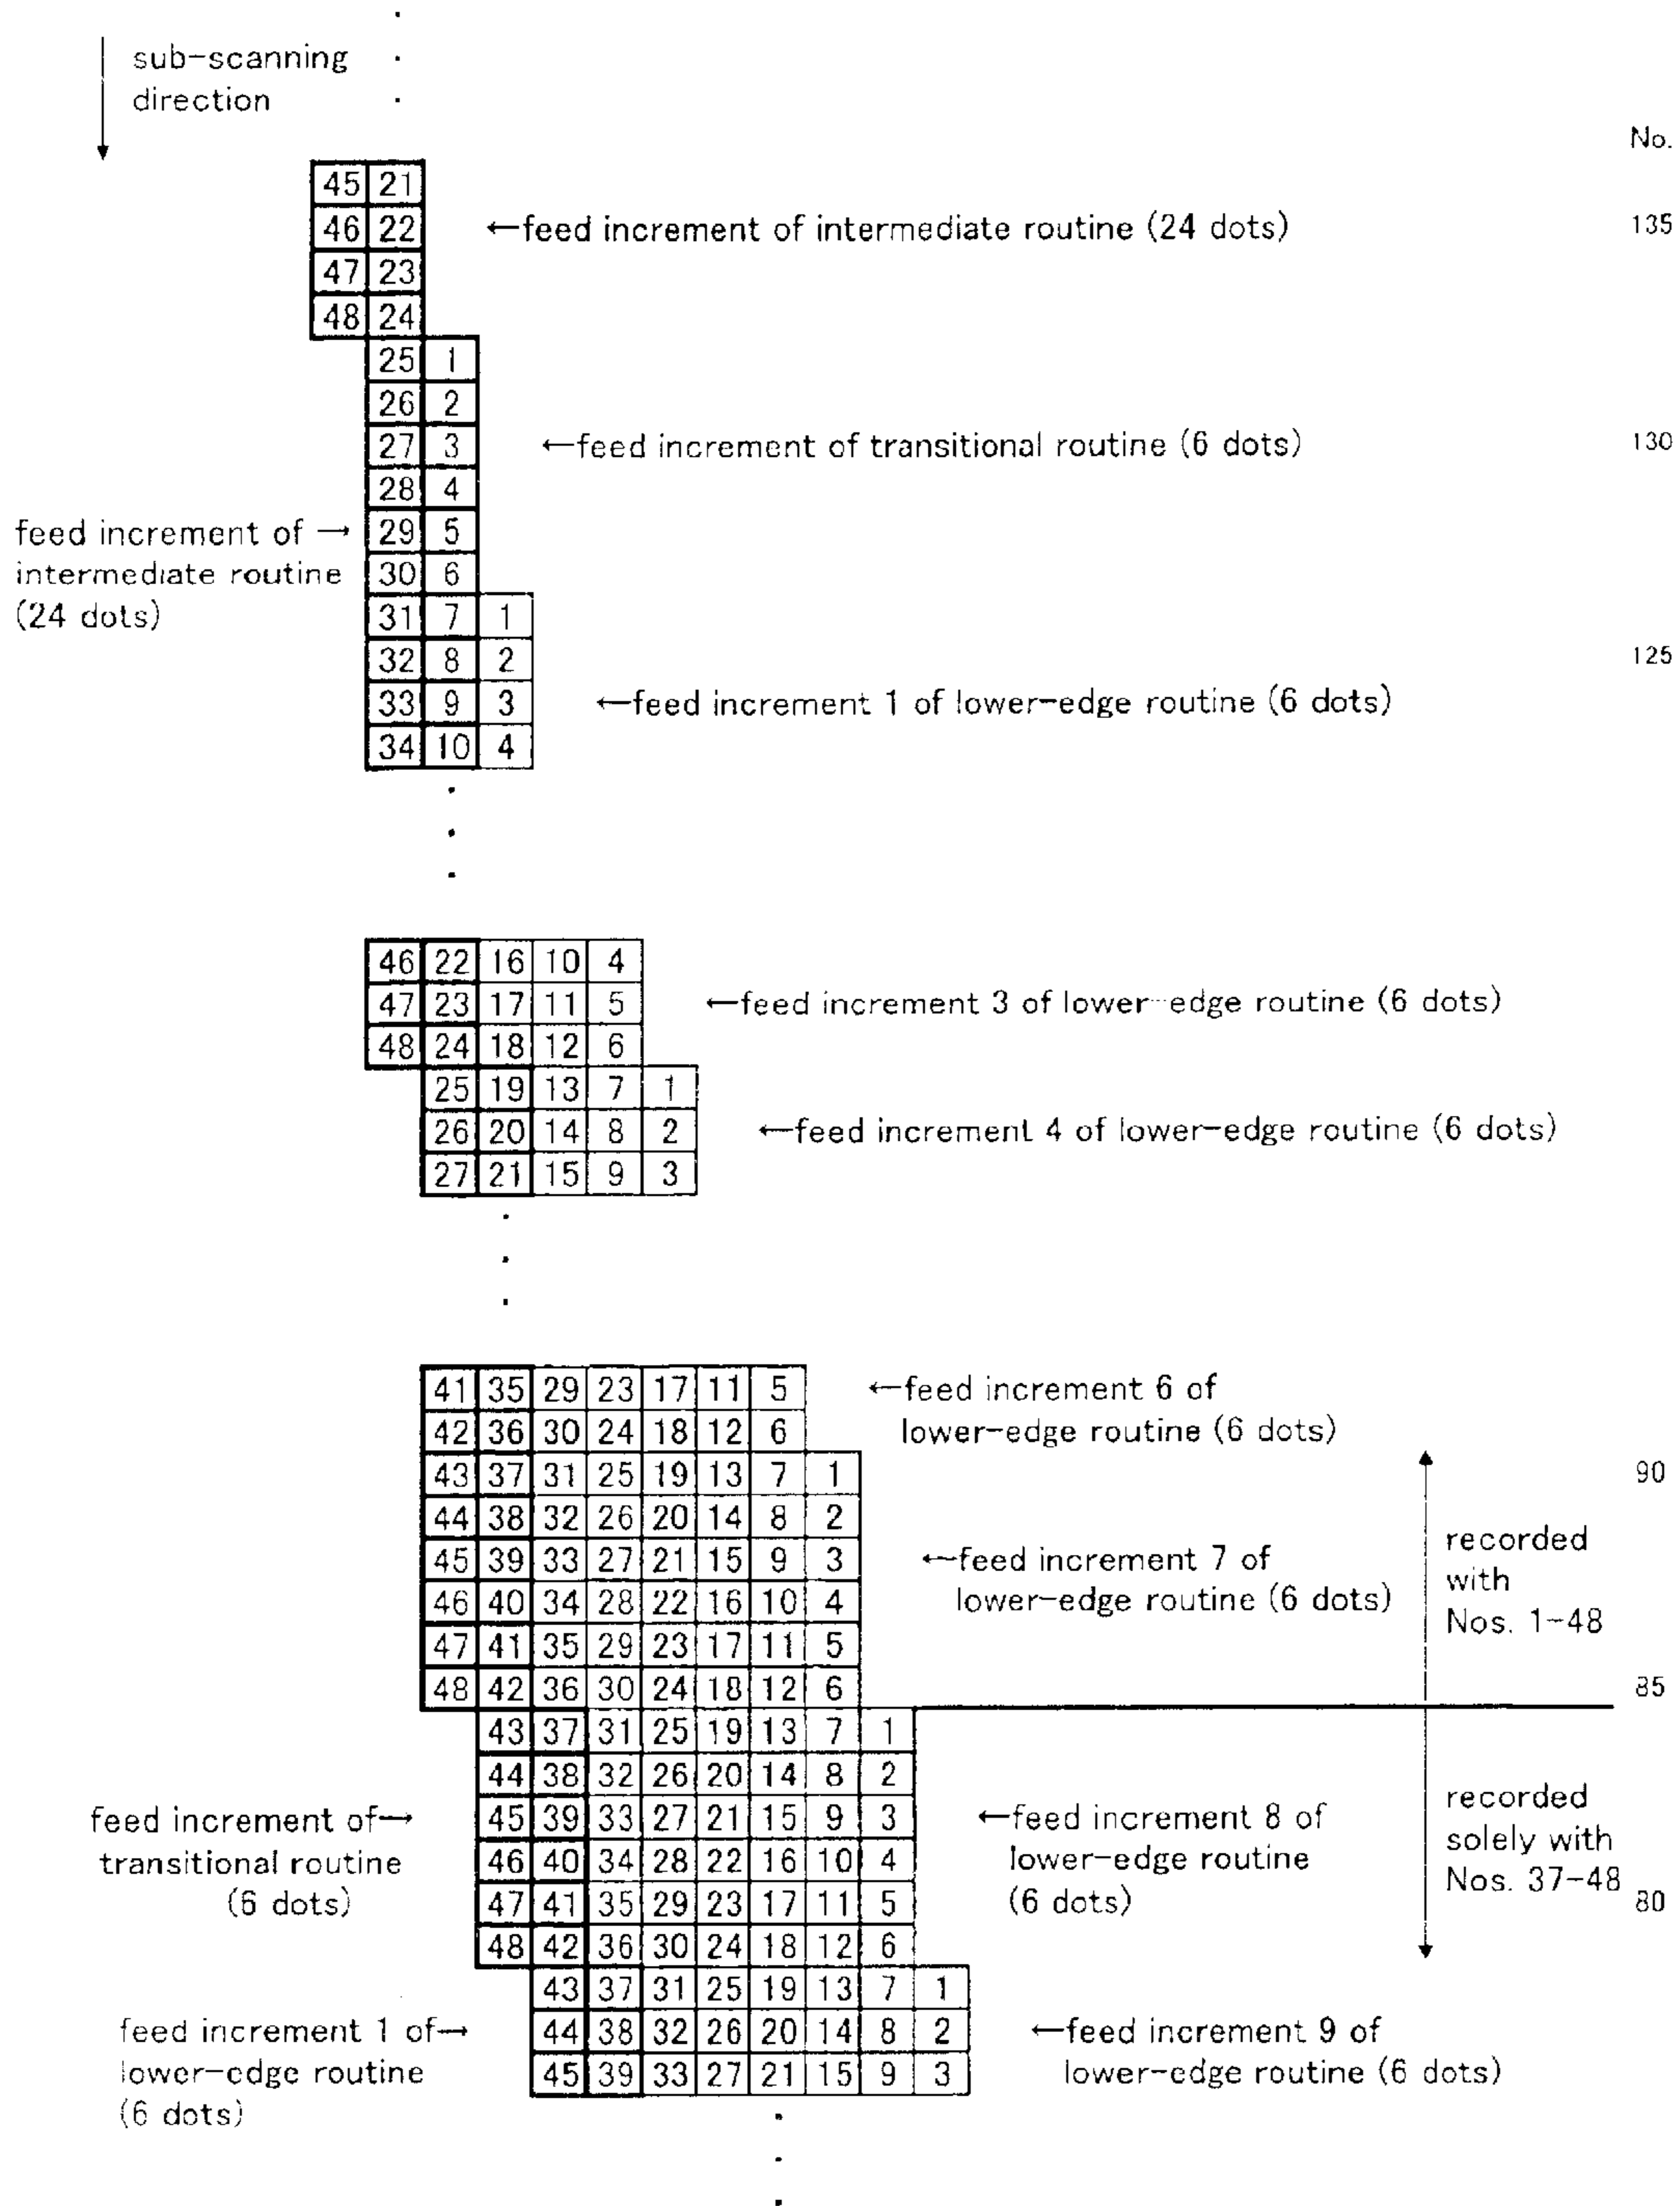 sub-scanning
direction
No.
45 21
46 22 ←feed increment of intermediate routine (24 dots) 135
47 23
48 24
25 1
26 2
27 3 ←feed increment of transitional routine (6 dots) 130
28 4
feed increment of → 29 5
intermediate routine 30 6
(24 dots) 31 7 1
32 8 2 125
33 9 3 ←feed increment 1 of lower-edge routine (6 dots)
34 10 4
46 22 16 10 4
47 23 17 11 5 ←feed increment 3 of lower-edge routine (6 dots)
48 24 18 12 6
25 19 13 7 1
26 20 14 8 2 ←feed increment 4 of lower-edge routine (6 dots)
27 21 15 9 3
41 35 29 23 17 11 5 ←feed increment 6 of
42 36 30 24 18 12 6 lower-edge routine (6 dots)
43 37 31 25 19 13 7 1 90
44 38 32 26 20 14 8 2 recorded
45 39 33 27 21 15 9 3 ←feed increment 7 of with
46 40 34 28 22 16 10 4 lower-edge routine (6 dots) Nos. 1-48
47 41 35 29 23 17 11 5
48 42 36 30 24 18 12 6 85
43 37 31 25 19 13 7 1
44 38 32 26 20 14 8 2 recorded
feed increment of→ 45 39 33 27 21 15 9 3 ←feed increment 8 of solely with
transitional routine 46 40 34 28 22 16 10 4 lower-edge routine Nos. 37-48
(6 dots) 47 41 35 29 23 17 11 5 (6 dots) 80
48 42 36 30 24 18 12 6
43 37 31 25 19 13 7 1
feed increment 1 of→ 44 38 32 26 20 14 8 2 ←feed increment 9 of
lower-edge routine 45 39 33 27 21 15 9 3 lower-edge routine (6 dots)
(6 dots)